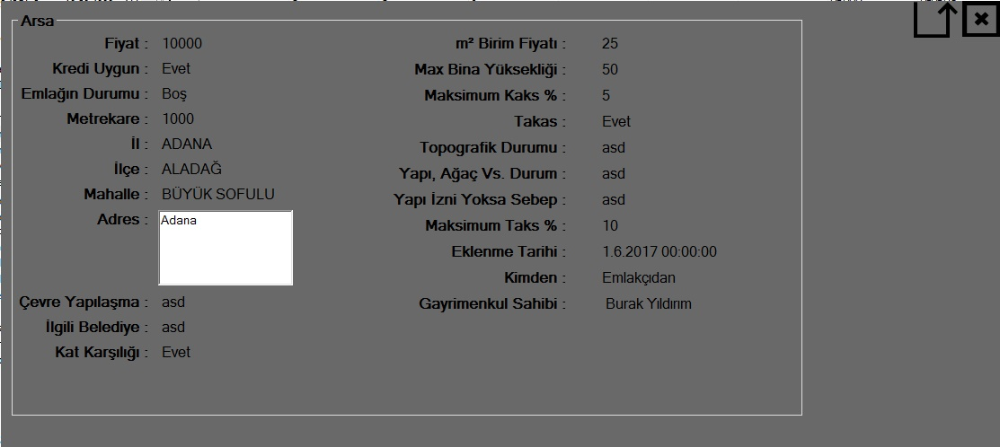 Arsa
Fiyat : 10000
Kredi Uygun : Evet
Emlağın Durumu : Boş
Metrekare : 1000
İl : ADANA
İlçe : ALADAĞ
Mahalle : BÜYÜK SOFULU
Adres : Adana
Çevre Yapılaşma : asd
İlgili Belediye : asd
Kat Karşılığı : Evet
m² Birim Fiyatı : 25
Max Bina Yüksekliği : 50
Maksimum Kaks % : 5
Takas : Evet
Topografik Durumu : asd
Yapı, Ağaç Vs. Durum : asd
Yapı İzni Yoksa Sebep : asd
Maksimum Taks % : 10
Eklenme Tarihi : 1.6.2017 00:00:00
Kimden : Emlakçıdan
Gayrimenkul Sahibi : Burak Yıldırım